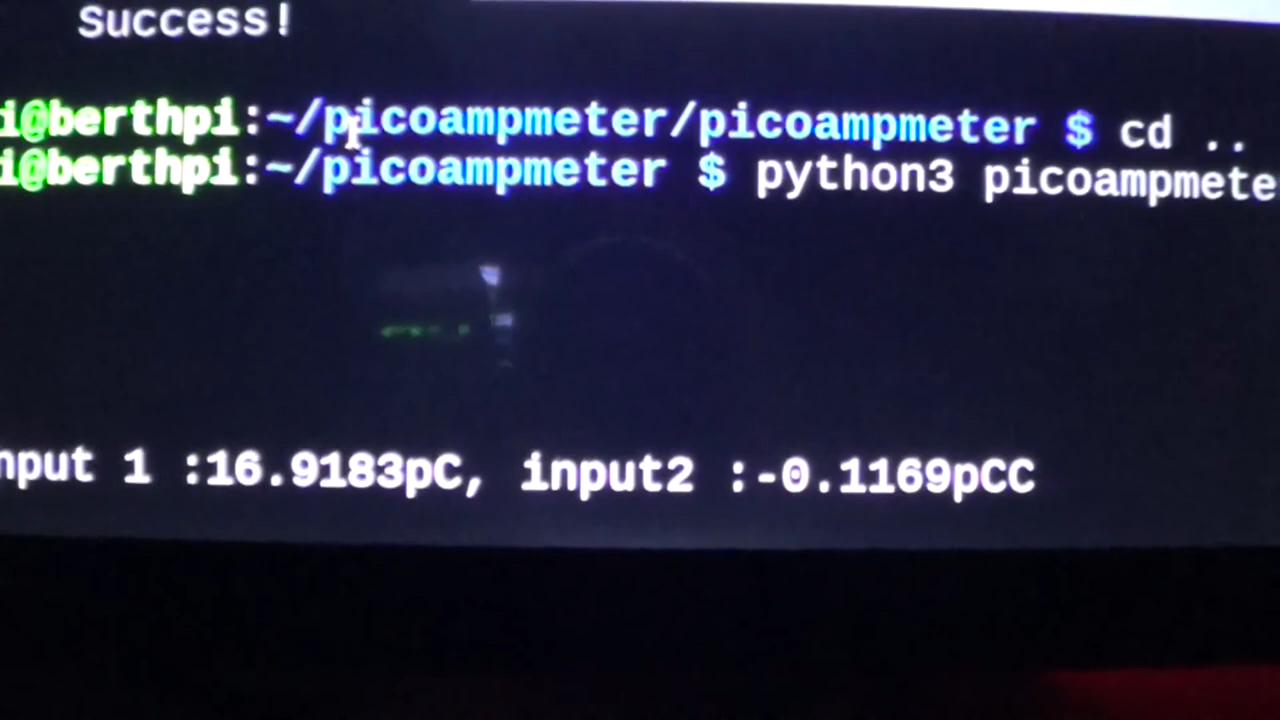 Success!
i@berthpi:~/picoampmeter/picoampmeter $ cd ..
i@berthpi:~/picoampmeter $ python3 picoampmete
nput 1 :16.9183pC, input2 :-0.1169pCC